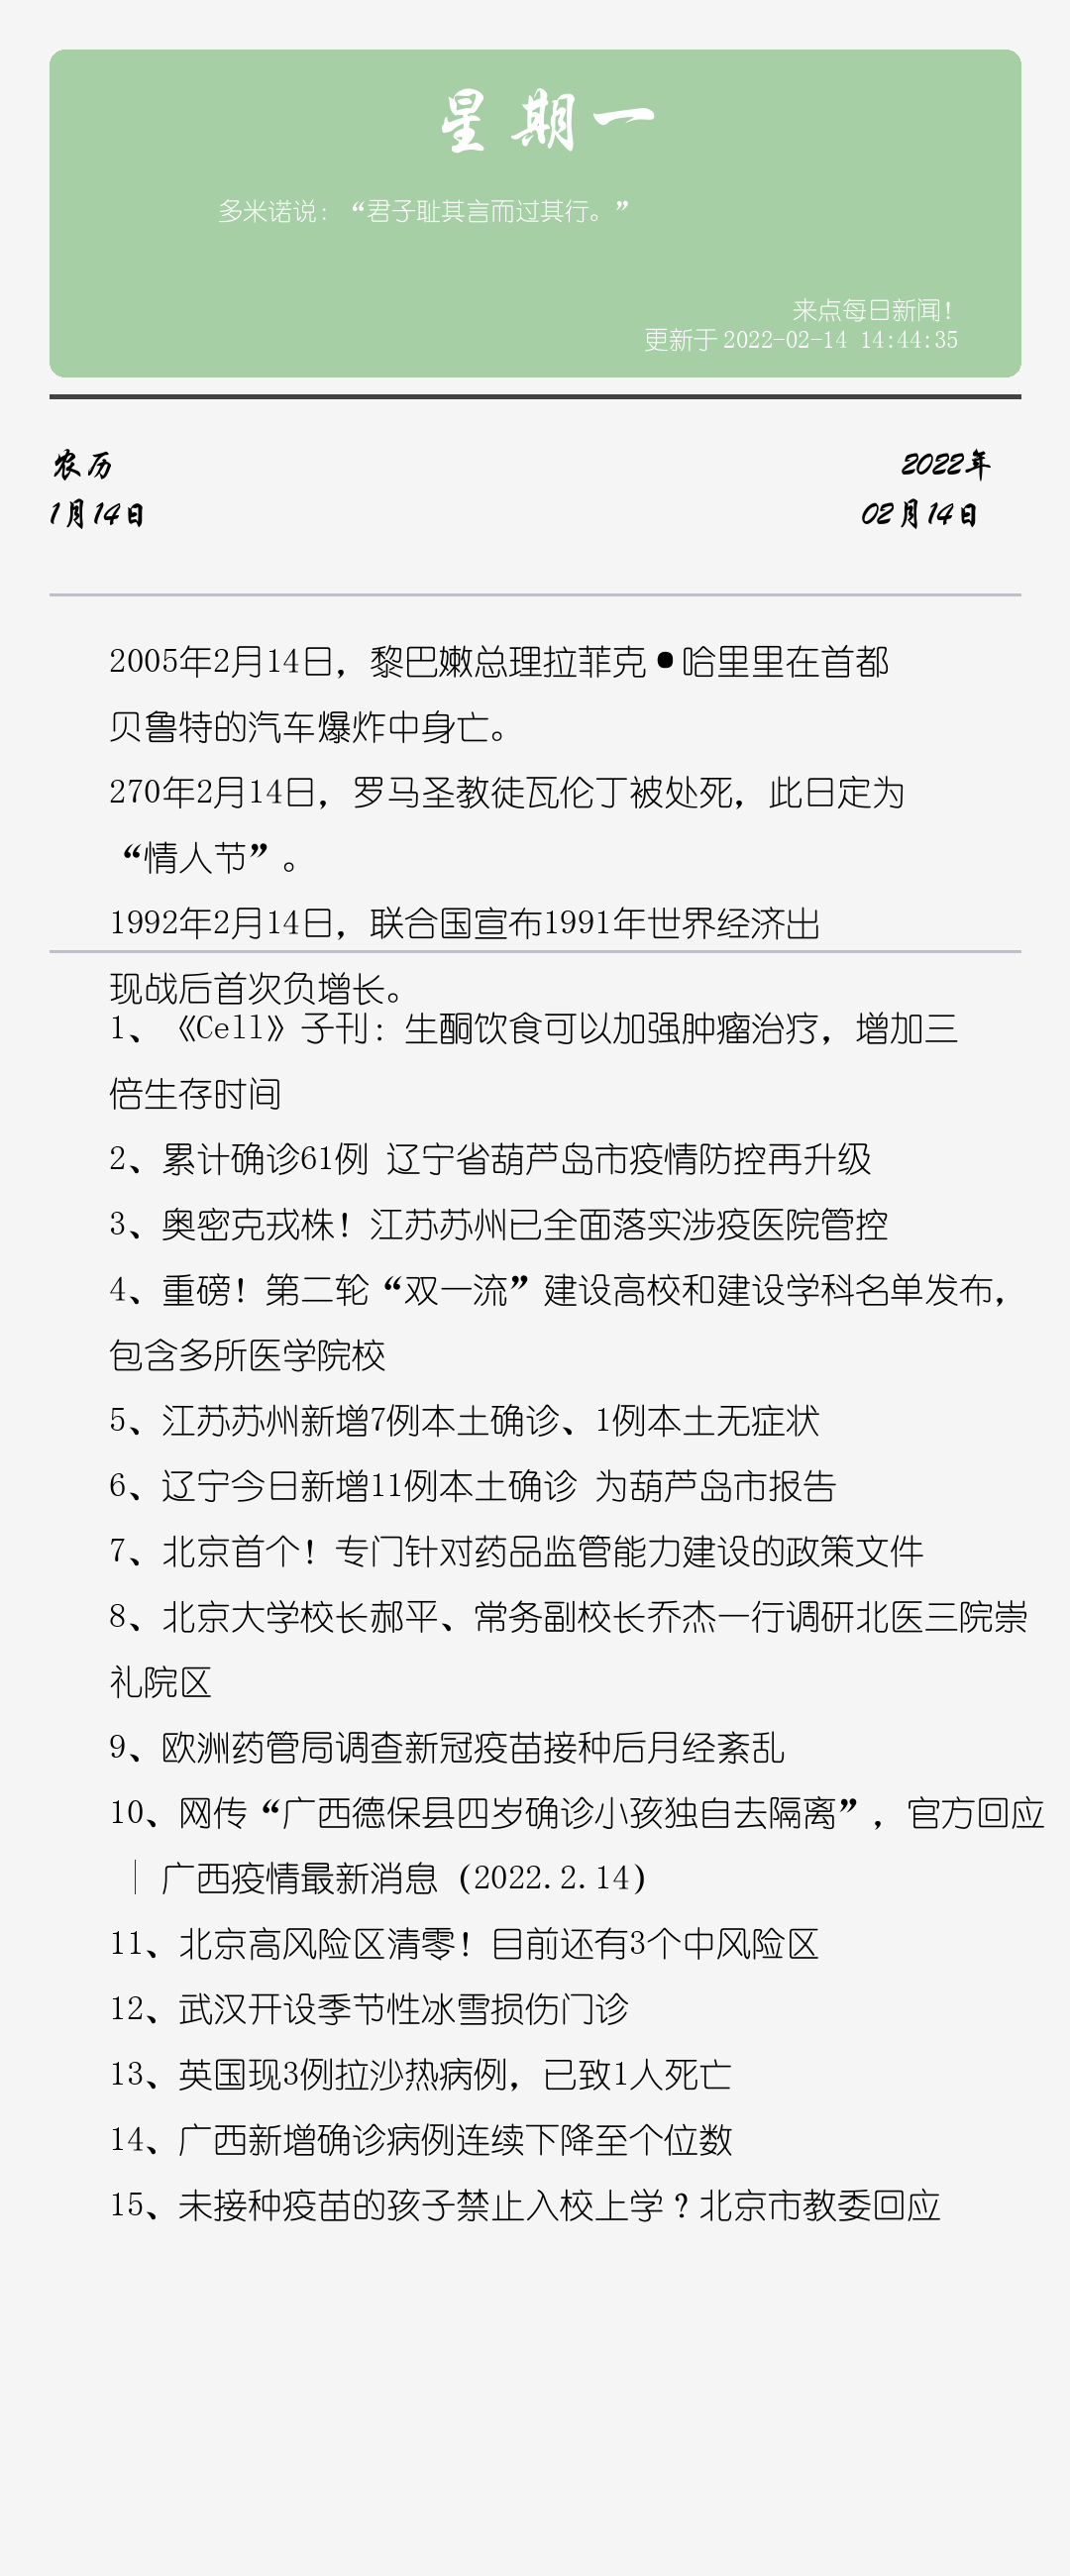 星期一
多米诺说：“君子耻其言而过其行。”
来点每日新闻！
更新于 2022-02-14 14:44:35
农历
2022年
1月14日
02月14日
2005年2月14日，黎巴嫩总理拉菲克•哈里里在首都
贝鲁特的汽车爆炸中身亡。
270年2月14日，罗马圣教徒瓦伦丁被处死，此日定为
“情人节”。
1992年2月14日，联合国宣布1991年世界经济出
现战后首次负增长。
1、《Cell》子刊：生酮饮食可以加强肿瘤治疗，增加三
倍生存时间
2、累计确诊61例 辽宁省葫芦岛市疫情防控再升级
3、奥密克戎株！江苏苏州已全面落实涉疫医院管控
4、重磅！第二轮“双一流”建设高校和建设学科名单发布，
包含多所医学院校
5、江苏苏州新增7例本土确诊、1例本土无症状
6、辽宁今日新增11例本土确诊 为葫芦岛市报告
7、北京首个！专门针对药品监管能力建设的政策文件
8、北京大学校长郝平、常务副校长乔杰一行调研北医三院崇
礼院区
9、欧洲药管局调查新冠疫苗接种后月经紊乱
10、网传“广西德保县四岁确诊小孩独自去隔离”，官方回应
｜广西疫情最新消息（2022.2.14）
11、北京高风险区清零！目前还有3个中风险区
12、武汉开设季节性冰雪损伤门诊
13、英国现3例拉沙热病例，已致1人死亡
14、广西新增确诊病例连续下降至个位数
15、未接种疫苗的孩子禁止入校上学？北京市教委回应